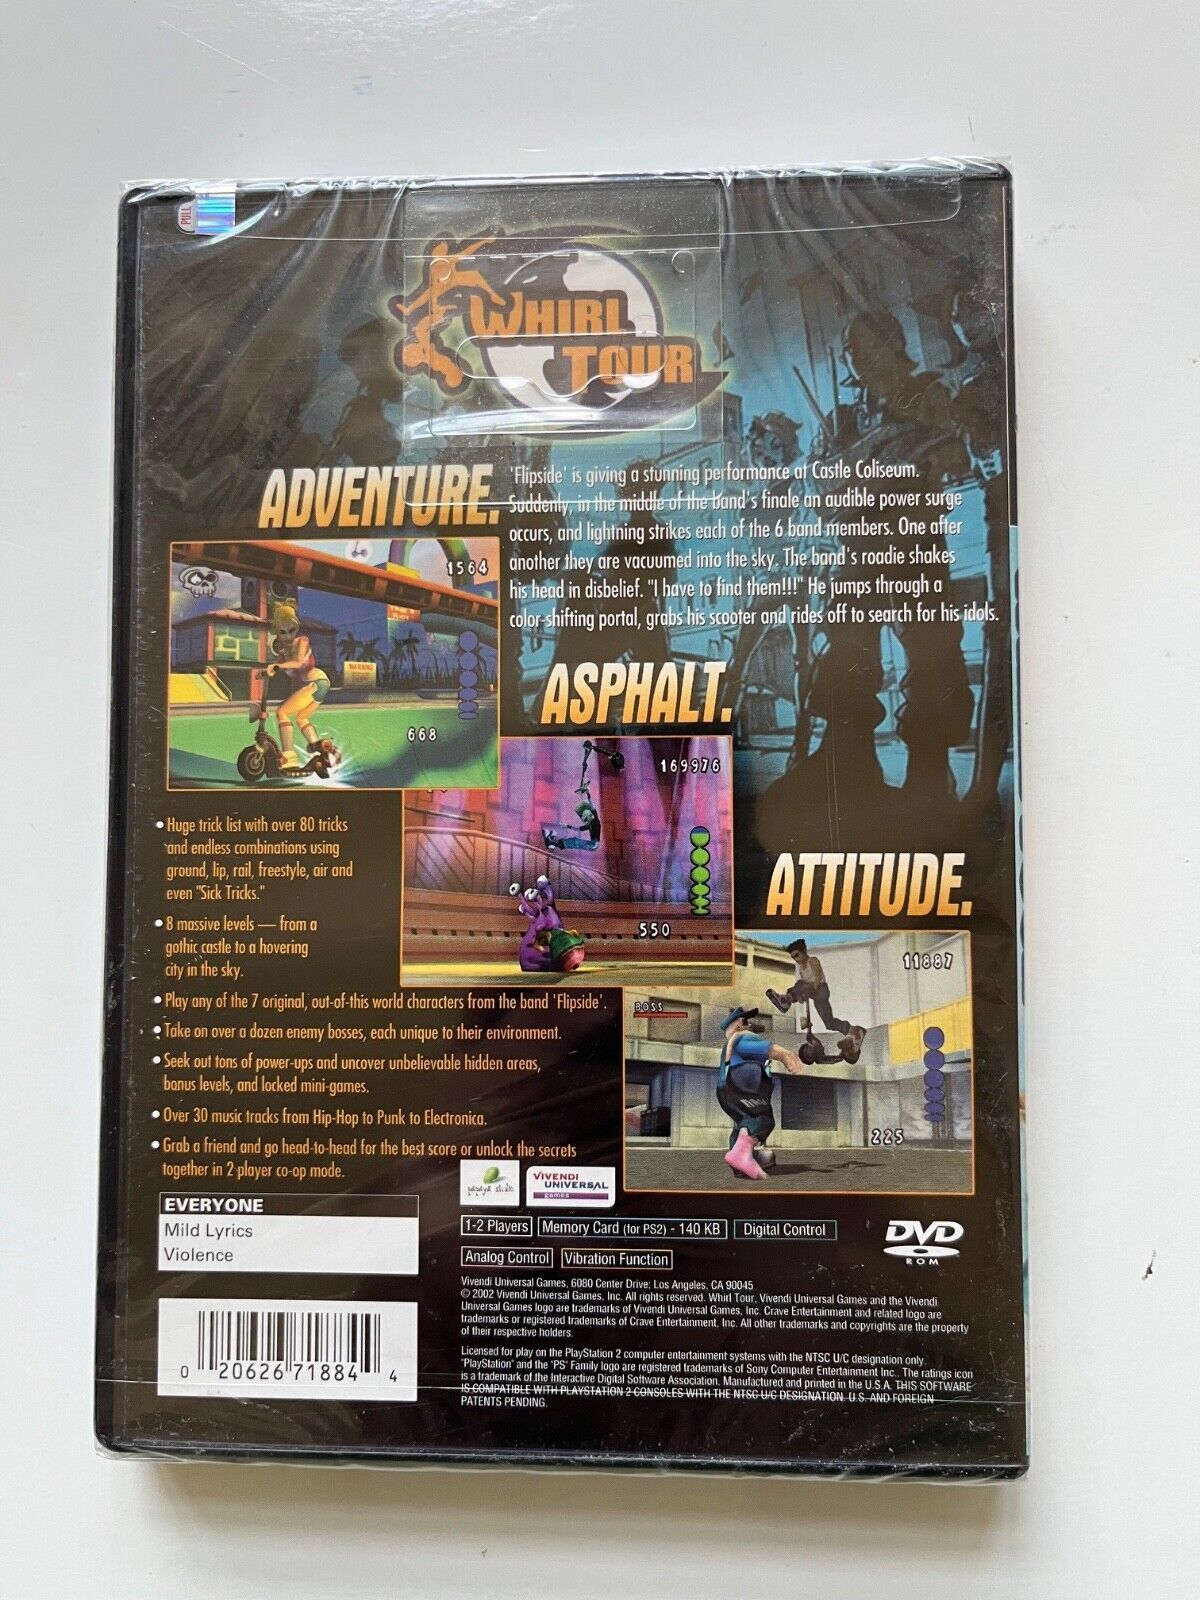 PULL
WHIRL
TOUR
ADVENTURE.
'Flipside' is giving a stunning performance at Castle Coliseum.
Suddenly, in the middle of the band's finale an audible power surge
occurs, and lightning strikes each of the 6 band members. One after
another they are vacuumed into the sky. The band's roadie shakes
his head in disbelief. "I have to find them!!!" He jumps through a
color-shifting portal, grabs his scooter and rides off to search for his idols.
1564
WARNING
668
ASPHALT.
169976
550
ATTITUDE.
11887
BOSS
225
• Huge trick list with over 80 tricks
and endless combinations using
ground, lip, rail, freestyle, air and
even "Sick Tricks."
• 8 massive levels — from a
gothic castle to a hovering
city in the sky.
• Play any of the 7 original, out-of-this world characters from the band 'Flipside'.
• Take on over a dozen enemy bosses, each unique to their environment.
• Seek out tons of power-ups and uncover unbelievable hidden areas,
bonus levels, and locked mini-games.
• Over 30 music tracks from Hip-Hop to Punk to Electronica.
• Grab a friend and go head-to-head for the best score or unlock the secrets
together in 2-player co-op mode.
EVERYONE
Mild Lyrics
Violence
papaya studio
VIVENDI
UNIVERSAL
games
1-2 Players
Memory Card (for PS2) - 140 KB
Digital Control
Analog Control
Vibration Function
DVD
ROM
Vivendi Universal Games, 6080 Center Drive, Los Angeles, CA 90045
© 2002 Vivendi Universal Games, Inc. All rights reserved. Whirl Tour, Vivendi Universal Games and the Vivendi
Universal Games logo are trademarks of Vivendi Universal Games, Inc. Crave Entertainment and related logo are
trademarks or registered trademarks of Crave Entertainment, Inc. All other trademarks and copyrights are the property
of their respective holders.
Licensed for play on the PlayStation 2 computer entertainment systems with the NTSC U/C designation only.
"PlayStation" and the "PS" Family logo are registered trademarks of Sony Computer Entertainment Inc.. The ratings icon
is a trademark of the Interactive Digital Software Association. Manufactured and printed in the U.S.A. THIS SOFTWARE
IS COMPATIBLE WITH PLAYSTATION 2 CONSOLES WITH THE NTSC U/C DESIGNATION. U.S. AND FOREIGN
PATENTS PENDING.
0 20626 71884 4